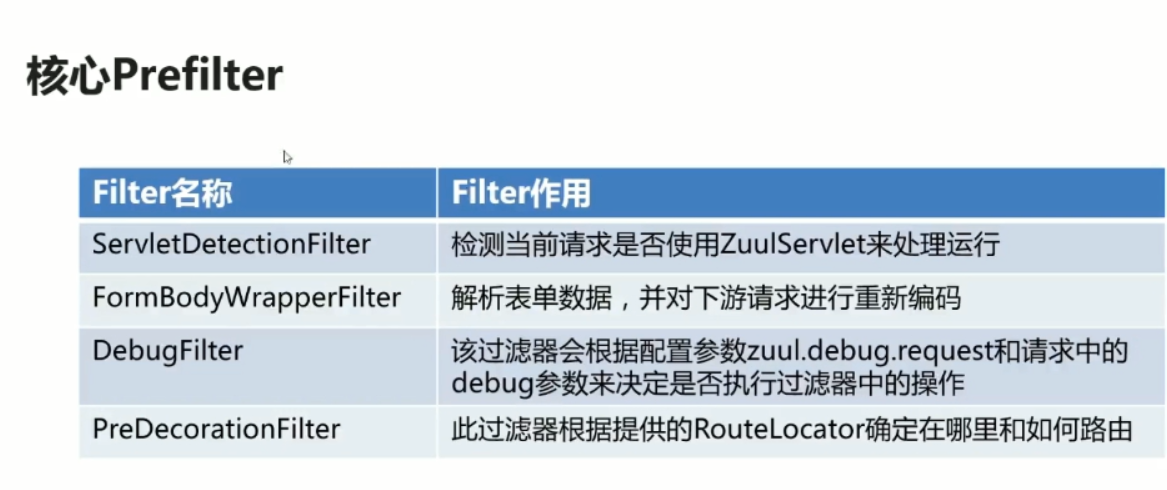 核心Prefilter
Filter名称
Filter作用
ServletDetectionFilter
检测当前请求是否使用ZuulServlet来处理运行
FormBodyWrapperFilter
解析表单数据，并对下游请求进行重新编码
DebugFilter
该过滤器会根据配置参数zuul.debug.request和请求中的
debug参数来决定是否执行过滤器中的操作
PreDecorationFilter
此过滤器根据提供的RouteLocator确定在哪里和如何路由